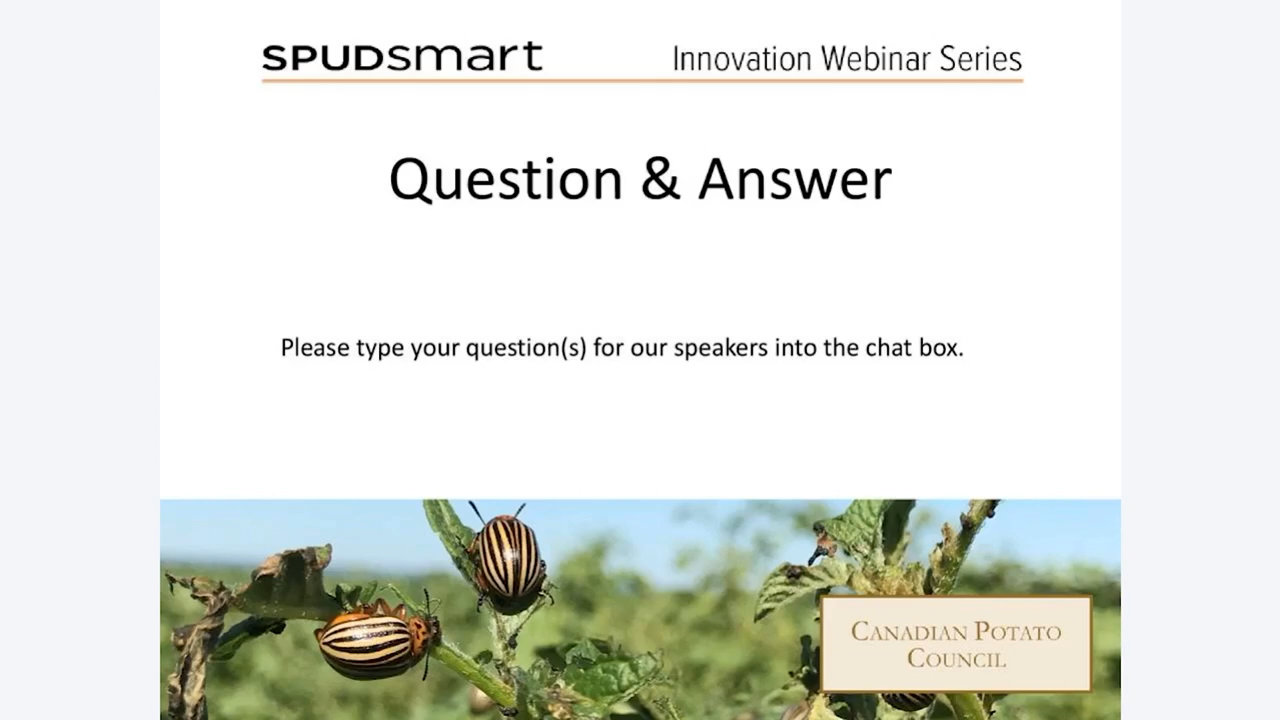 SPUDsmart
Innovation Webinar Series
Question & Answer
Please type your question(s) for our speakers into the chat box.
CANADIAN POTATO
COUNCIL